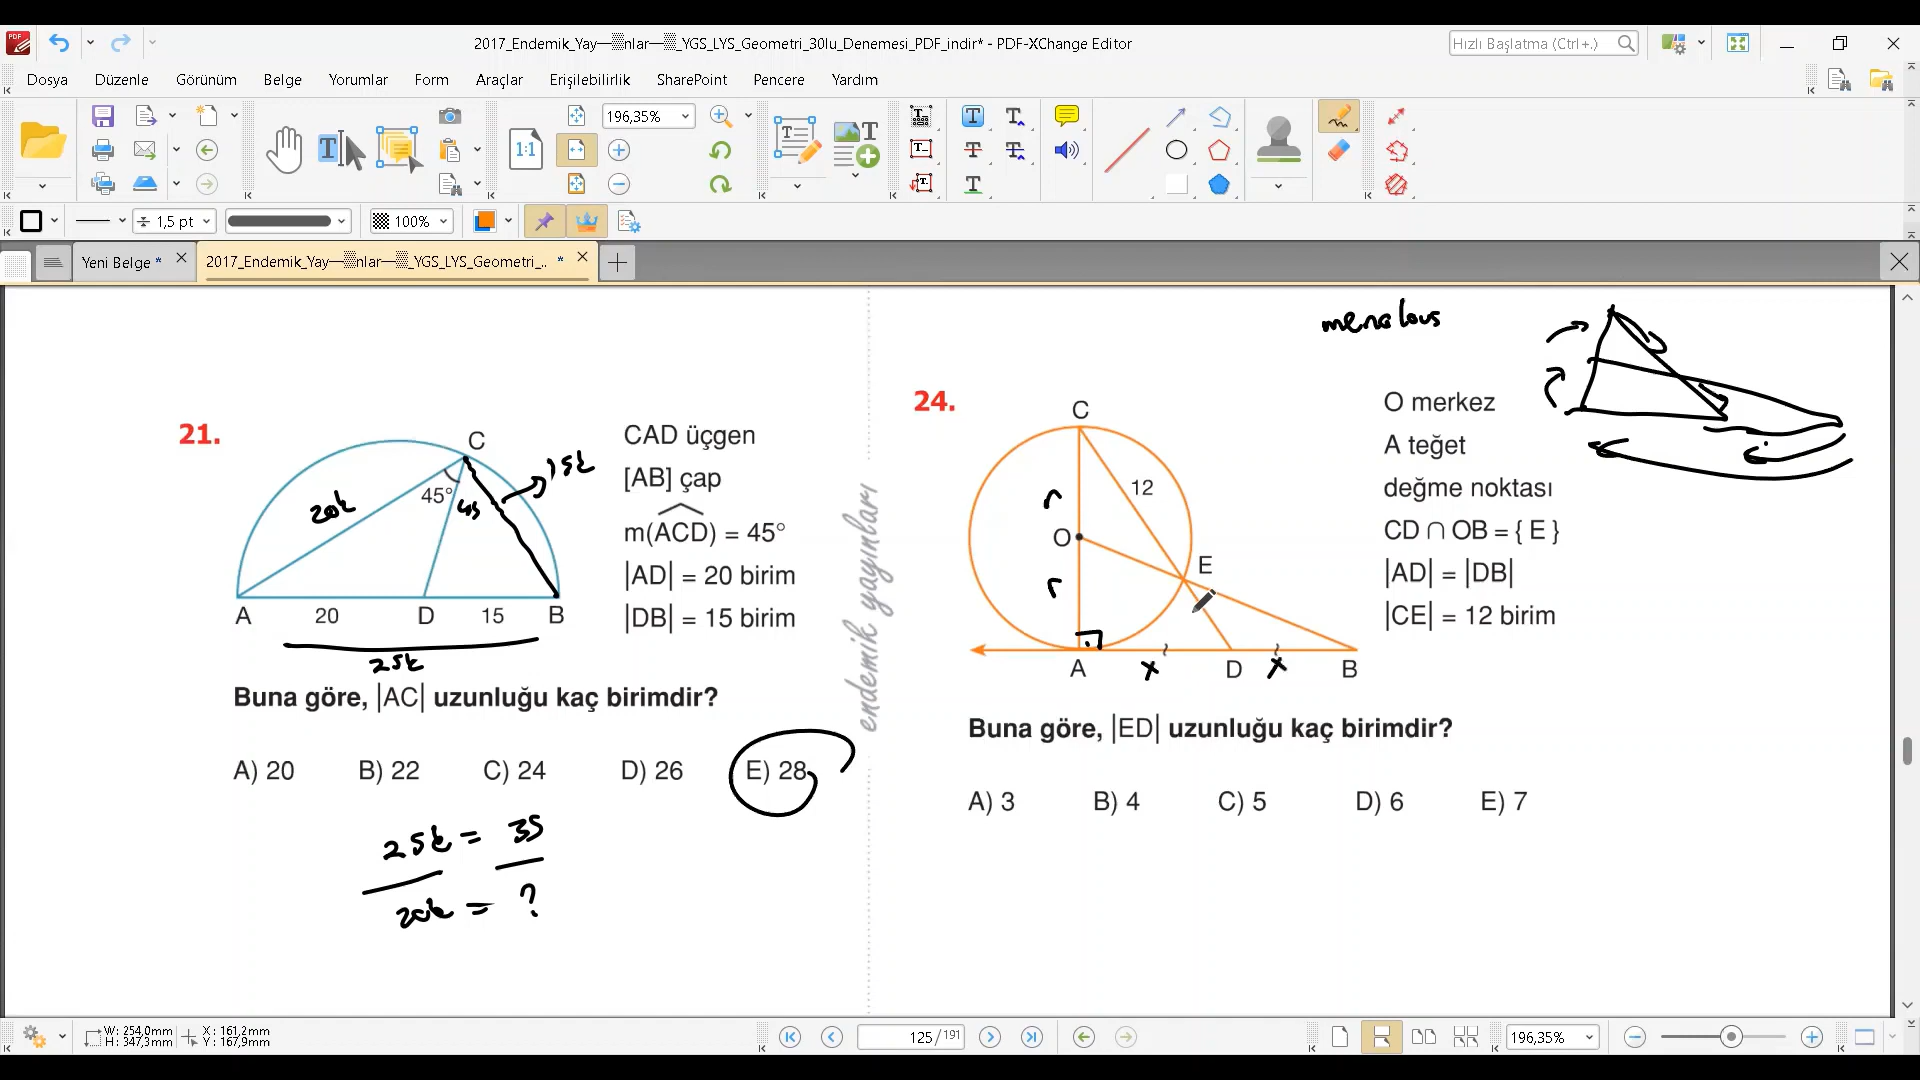 2017_Endemik_Yay—▒nlar—▒_YGS_LYS_Geometri_30lu_Denemesi_PDF_indir* - PDF-XChange Editor
Hızlı Başlatma (Ctrl+.)
Dosya Düzenle Görünüm Belge Yorumlar Form Araçlar Erişilebilirlik SharePoint Pencere Yardım
196,35%
1:1
1,5 pt
100%
Yeni Belge *
2017_Endemik_Yay—▒nlar—▒_YGS_LYS_Geometri_.. *
21.
C
20k
45°
45
15k
A 20 D 15 B
25k
CAD üçgen
[AB] çap
m(ACD) = 45°
|AD| = 20 birim
|DB| = 15 birim
Buna göre, |AC| uzunluğu kaç birimdir?
A) 20 B) 22 C) 24 D) 26 E) 28
25k = 35
20k = ?
endemik yayınları
menalous
24.
C
12
r
O
r
E
A x D x B
O merkez
A teğet
değme noktası
CD ∩ OB = { E }
|AD| = |DB|
|CE| = 12 birim
Buna göre, |ED| uzunluğu kaç birimdir?
A) 3 B) 4 C) 5 D) 6 E) 7
W: 254,0mm
H: 347,3mm
X: 161,2mm
Y: 167,9mm
125 / 191
196,35%